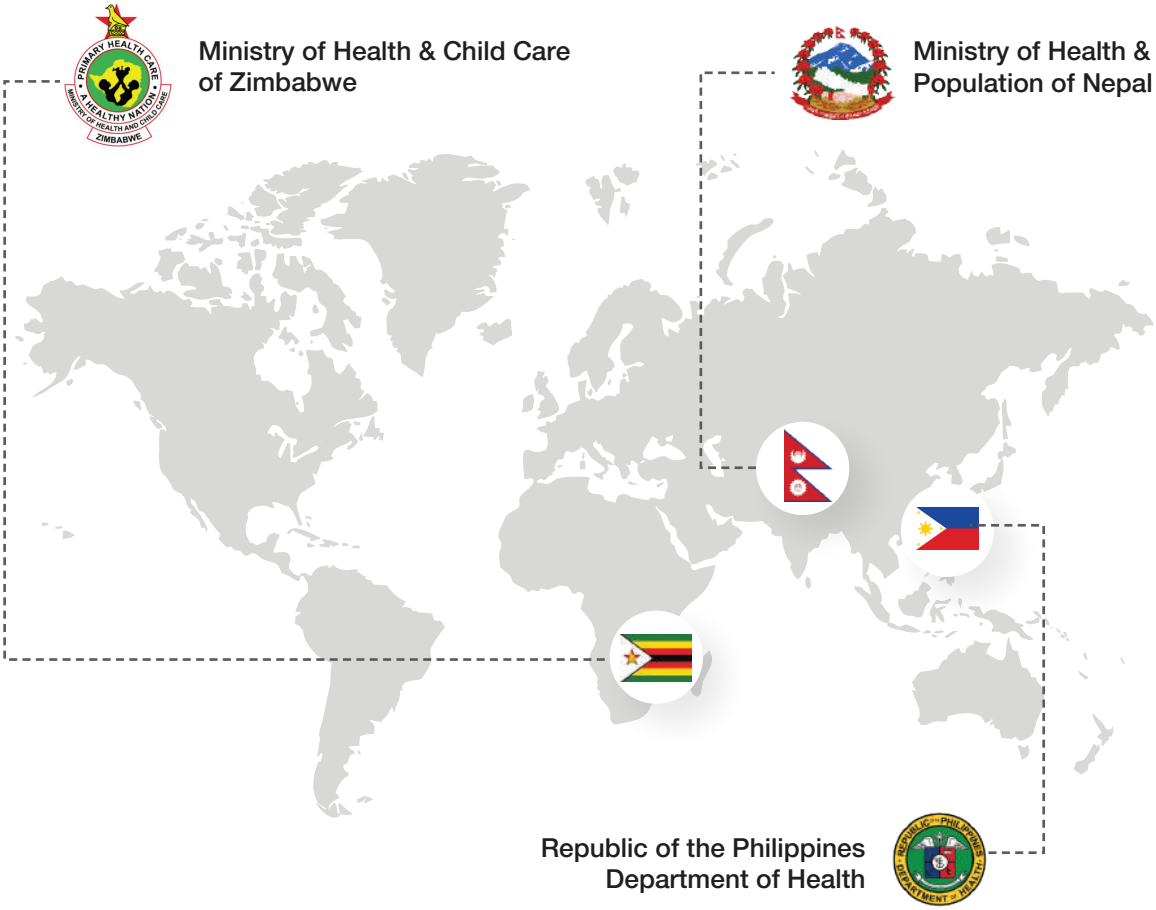 PRIMARY HEALTH CARE
A HEALTHY NATION
MINISTRY OF HEALTH AND CHILD CARE
ZIMBABWE
Ministry of Health & Child Care
of Zimbabwe
Ministry of Health &
Population of Nepal
Republic of the Philippines
Department of Health
REPUBLIC OF THE PHILIPPINES
DEPARTMENT OF HEALTH